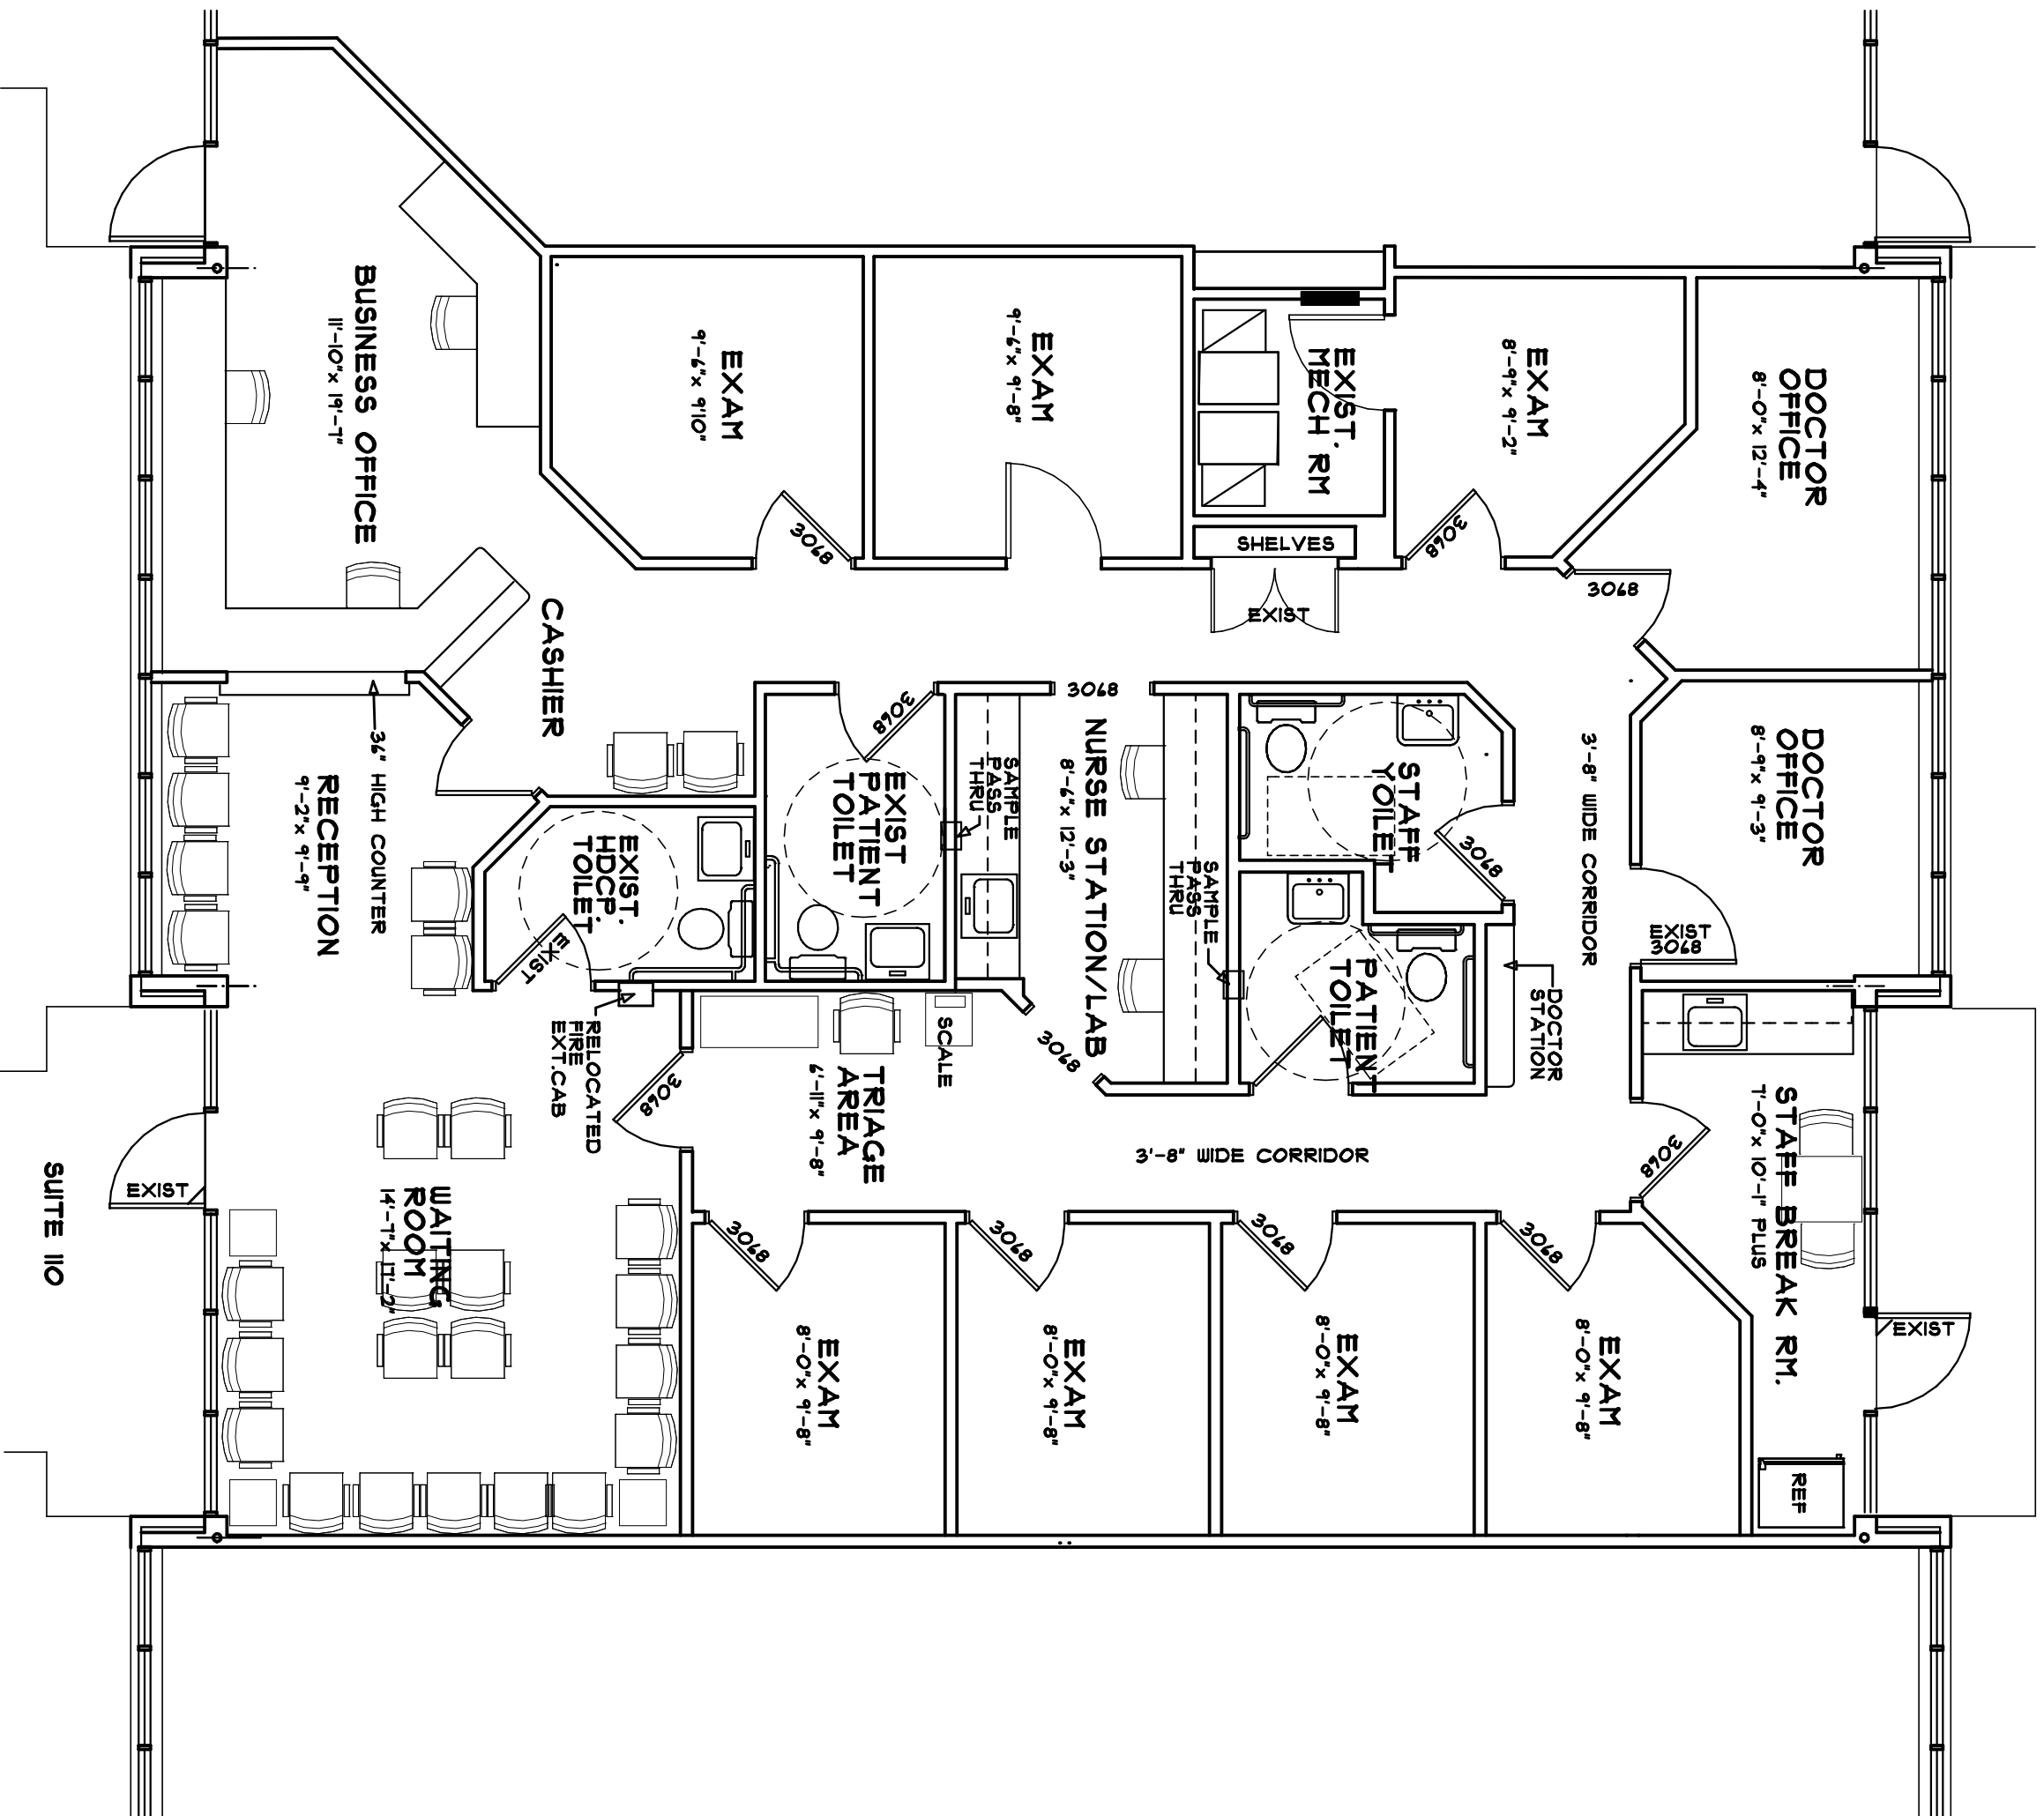 BUSINESS OFFICE
11'-10"x 19'-7"
EXAM
9'-6"x 9'10"
EXAM
9'-6"x 9'-8"
EXIST.
MECH. RM
EXAM
8'-9"x 9'-2"
DOCTOR
OFFICE
8'-0"x 12'-4"
3068
3068
SHELVES
EXIST
3068
CASHIER
3068
3068
36" HIGH COUNTER
RECEPTION
9'-2"x 9'-9"
EXIST.
HDCP.
TOILET
EXIST
EXIST
PATIENT
TOILET
SAMPLE
PASS
THRU
NURSE STATION/LAB
8'-6"x 12'-3"
SAMPLE
PASS
THRU
STAFF
YOILET
3068
PATIENT
TOILET
3'-8" WIDE CORRIDOR
DOCTOR
OFFICE
8'-9"x 9'-3"
EXIST
3068
DOCTOR
STATION
RELOCATED
FIRE
EXT.CAB
SCALE
3068
3068
TRIAGE
AREA
6'-11"x 9'-8"
3'-8" WIDE CORRIDOR
3068
STAFF BREAK RM.
7'-0"x 10'-1" PLUS
EXIST
REF
SUITE 110
EXIST
WAITING
ROOM
14'-7"x 17'-2"
3068
EXAM
8'-0"x 9'-8"
3068
EXAM
8'-0"x 9'-8"
3068
EXAM
8'-0"x 9'-8"
3068
EXAM
8'-0"x 9'-8"